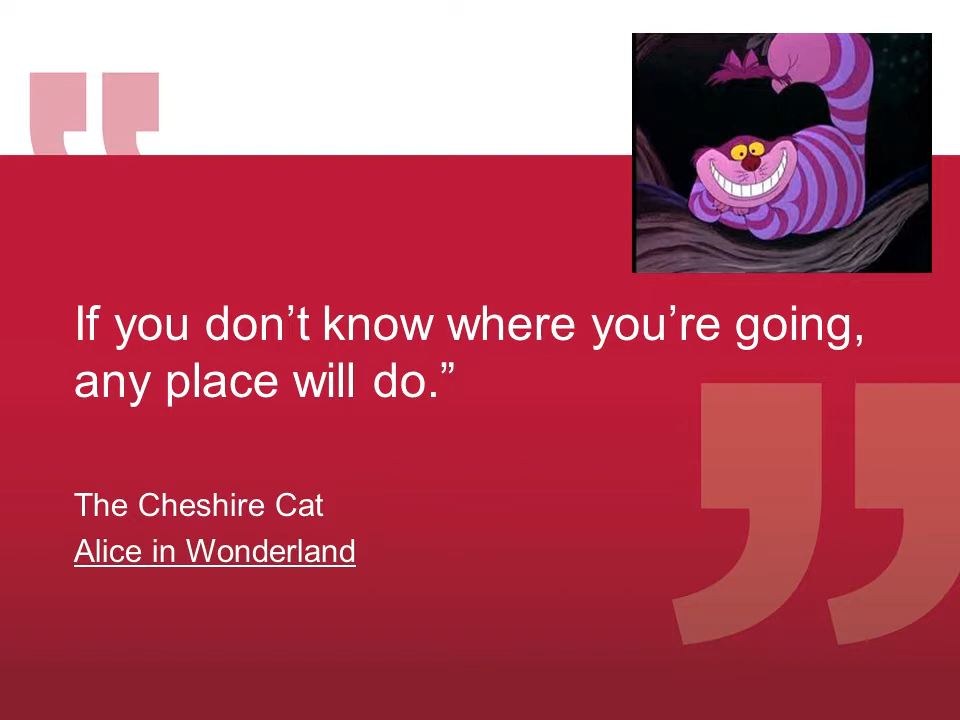 If you don’t know where you’re going,
any place will do.”
The Cheshire Cat
Alice in Wonderland